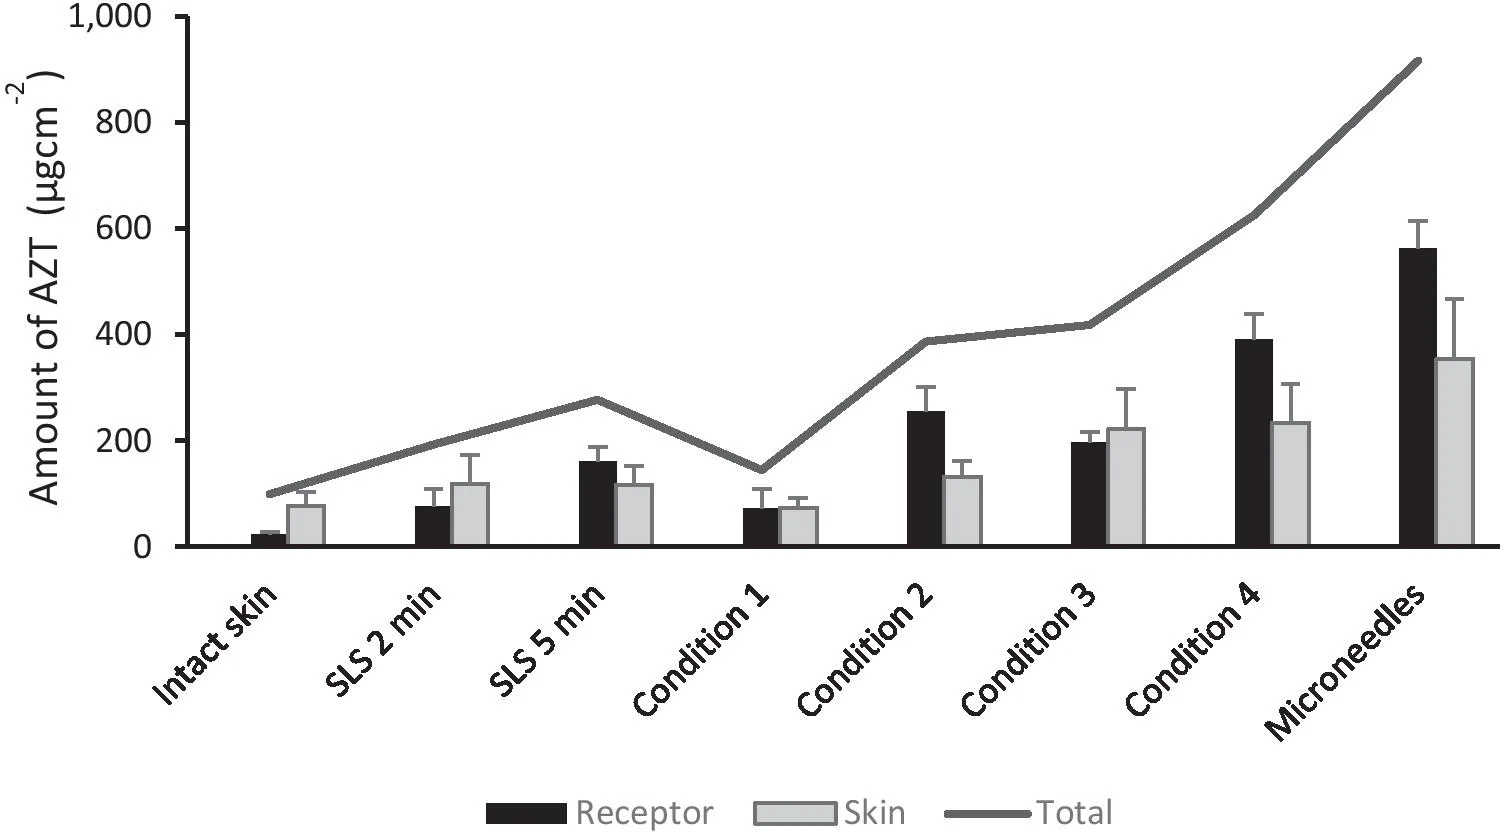 Amount of AZT (µgcm-2)
1,000
800
600
400
200
0
Intact skin
SLS 2 min
SLS 5 min
Condition 1
Condition 2
Condition 3
Condition 4
Microneedles
Receptor Skin Total